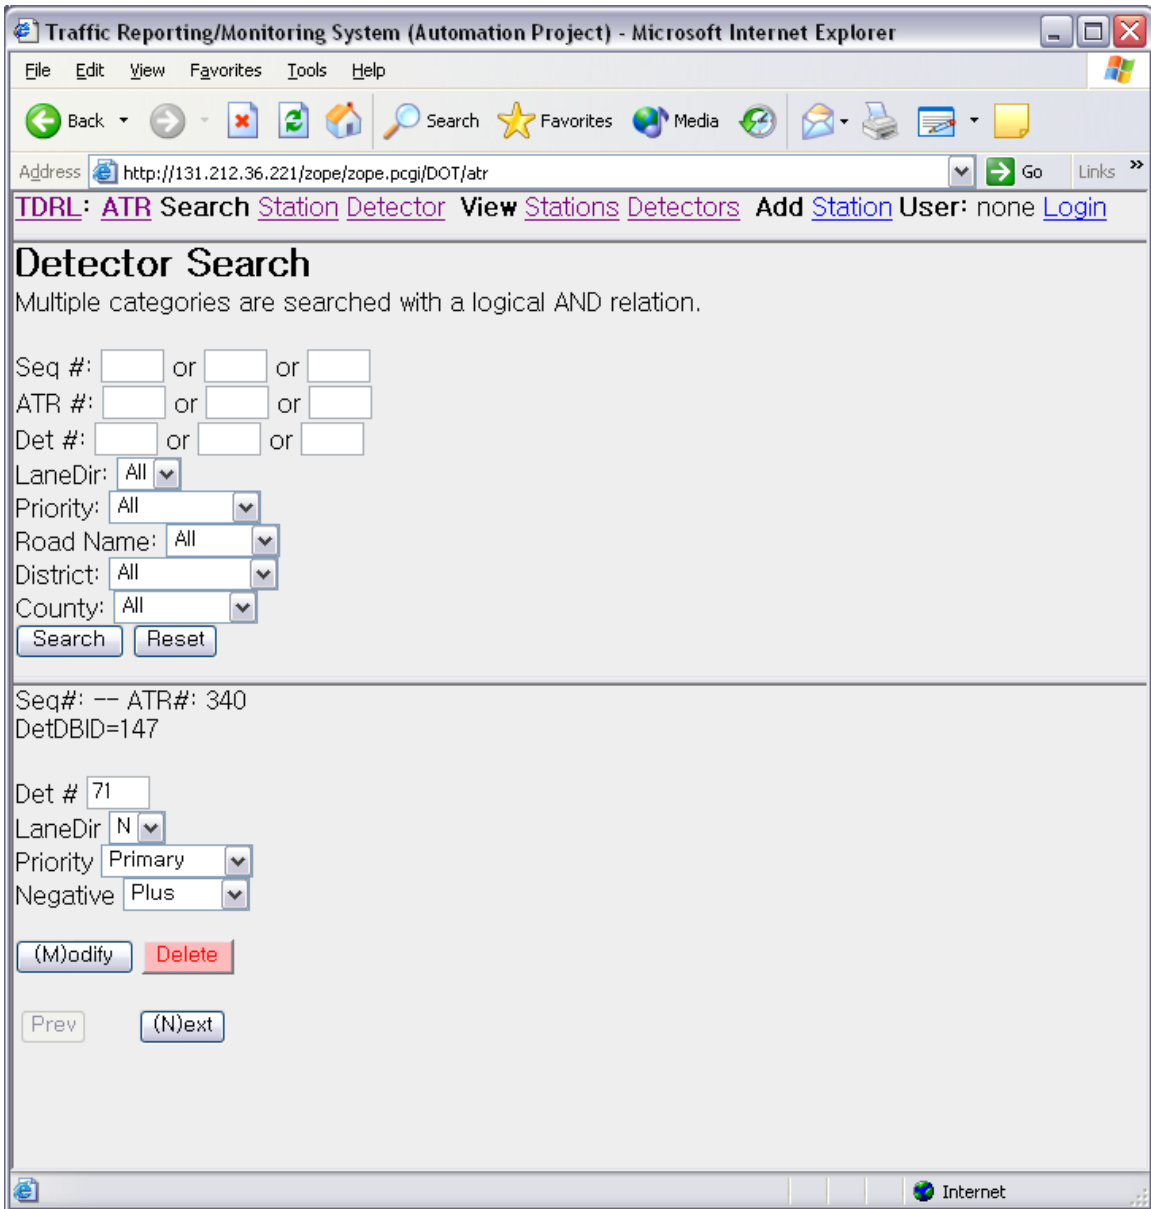 Traffic Reporting/Monitoring System (Automation Project) - Microsoft Internet Explorer
File Edit View Favorites Tools Help
Back Search Favorites Media
Address http://131.212.36.221/zope/zope.pcgi/DOT/atr Go Links »
TDRL: ATR Search Station Detector View Stations Detectors Add Station User: none Login
Detector Search
Multiple categories are searched with a logical AND relation.
Seq #: or or
ATR #: or or
Det #: or or
LaneDir: All
Priority: All
Road Name: All
District: All
County: All
Search Reset
Seq#: -- ATR#: 340
DetDBID=147
Det # 71
LaneDir N
Priority Primary
Negative Plus
(M)odify Delete
Prev (N)ext
Internet